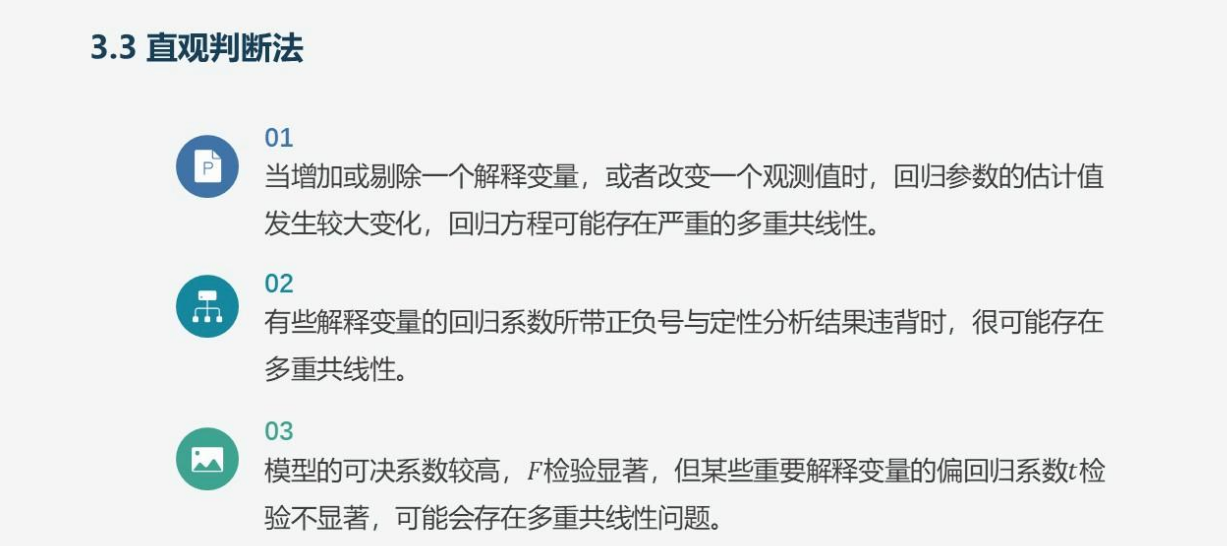 3.3 直观判断法
01
当增加或剔除一个解释变量，或者改变一个观测值时，回归参数的估计值
发生较大变化，回归方程可能存在严重的多重共线性。
02
有些解释变量的回归系数所带正负号与定性分析结果违背时，很可能存在
多重共线性。
03
模型的可决系数较高，F检验显著，但某些重要解释变量的偏回归系数t检
验不显著，可能会存在多重共线性问题。
P